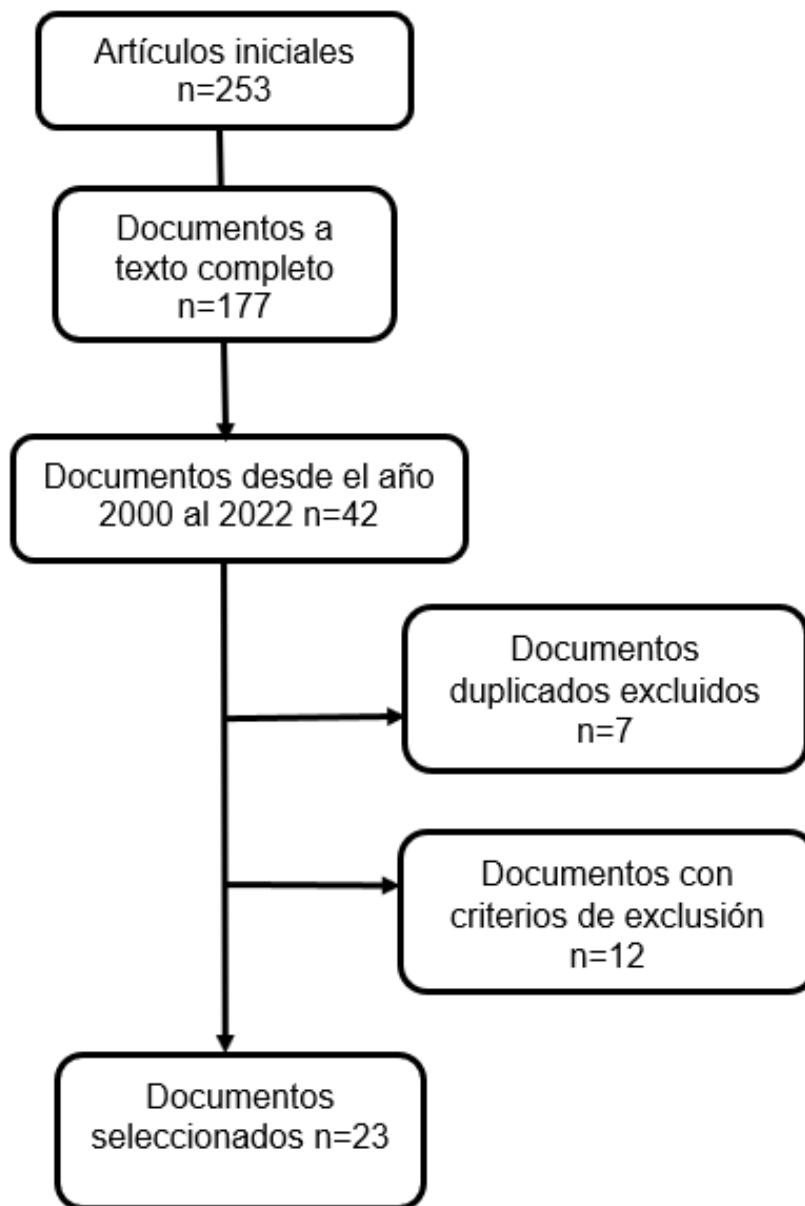 Artículos iniciales
n=253
Documentos a
texto completo
n=177
Documentos desde el año
2000 al 2022 n=42
Documentos
duplicados excluidos
n=7
Documentos con
criterios de exclusión
n=12
Documentos
seleccionados n=23